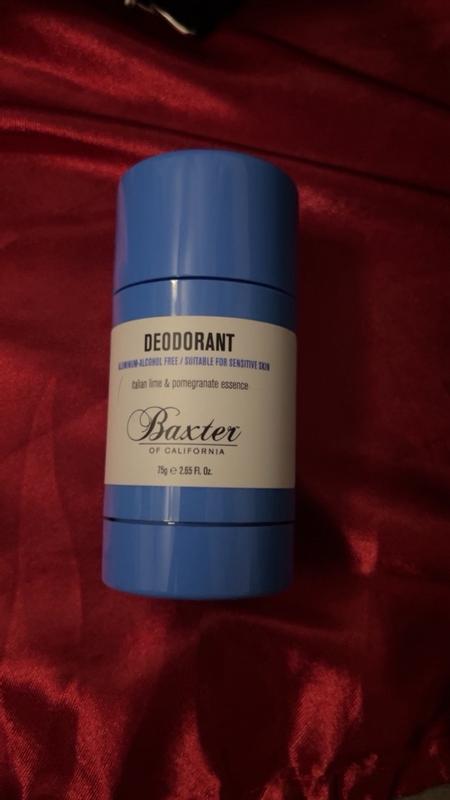 DEODORANT
ALUMINUM-ALCOHOL FREE / SUITABLE FOR SENSITIVE SKIN
italian lime & pomegranate essence
Baxter
OF CALIFORNIA
75g ℮ 2.65 Fl. Oz.